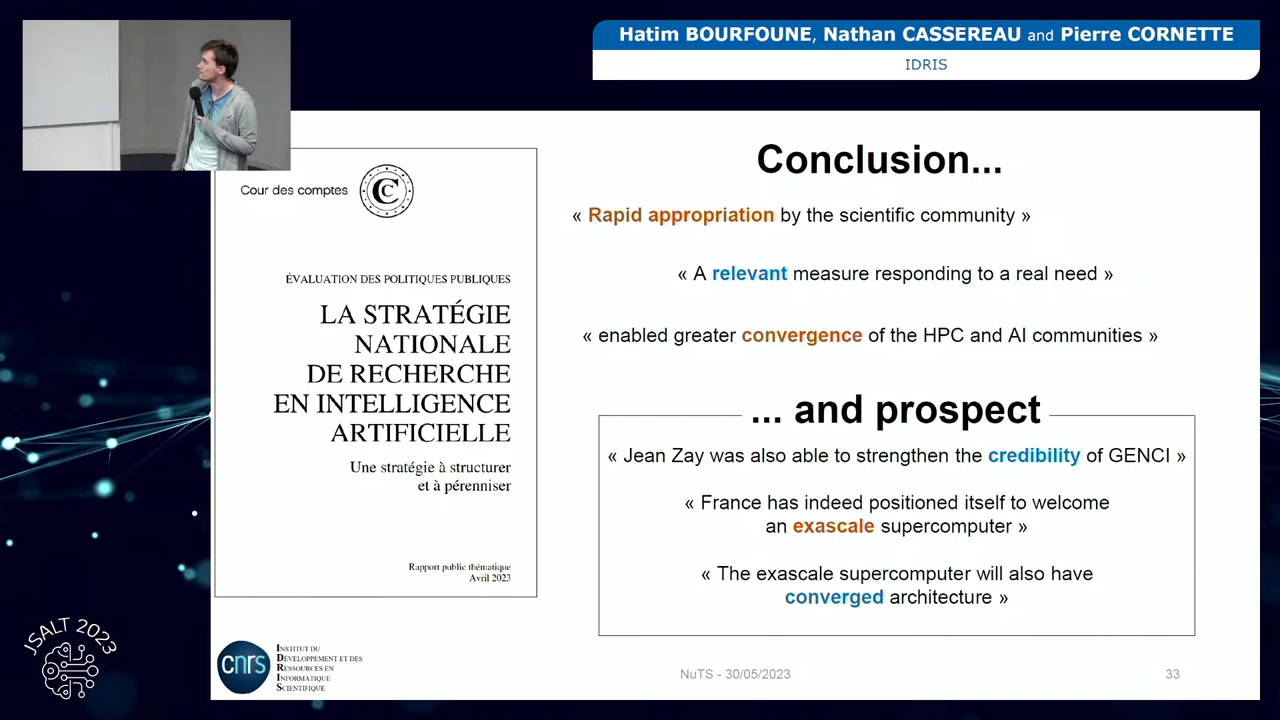 Hatim BOURFOUNE, Nathan CASSEREAU and Pierre CORNETTE
IDRIS
Cour des comptes
CC
ÉVALUATION DES POLITIQUES PUBLIQUES
LA STRATÉGIE
NATIONALE
DE RECHERCHE
EN INTELLIGENCE
ARTIFICIELLE
Une stratégie à structurer
et à pérenniser
Rapport public thématique
Avril 2023
Conclusion...
« Rapid appropriation by the scientific community »
« A relevant measure responding to a real need »
« enabled greater convergence of the HPC and AI communities »
... and prospect
« Jean Zay was also able to strengthen the credibility of GENCI »
« France has indeed positioned itself to welcome
an exascale supercomputer »
« The exascale supercomputer will also have
converged architecture »
JSALT 2023
cnrs
INSTITUT DU
DÉVELOPPEMENT ET DES
RESSOURCES EN
INFORMATIQUE
SCIENTIFIQUE
NuTS - 30/05/2023
33